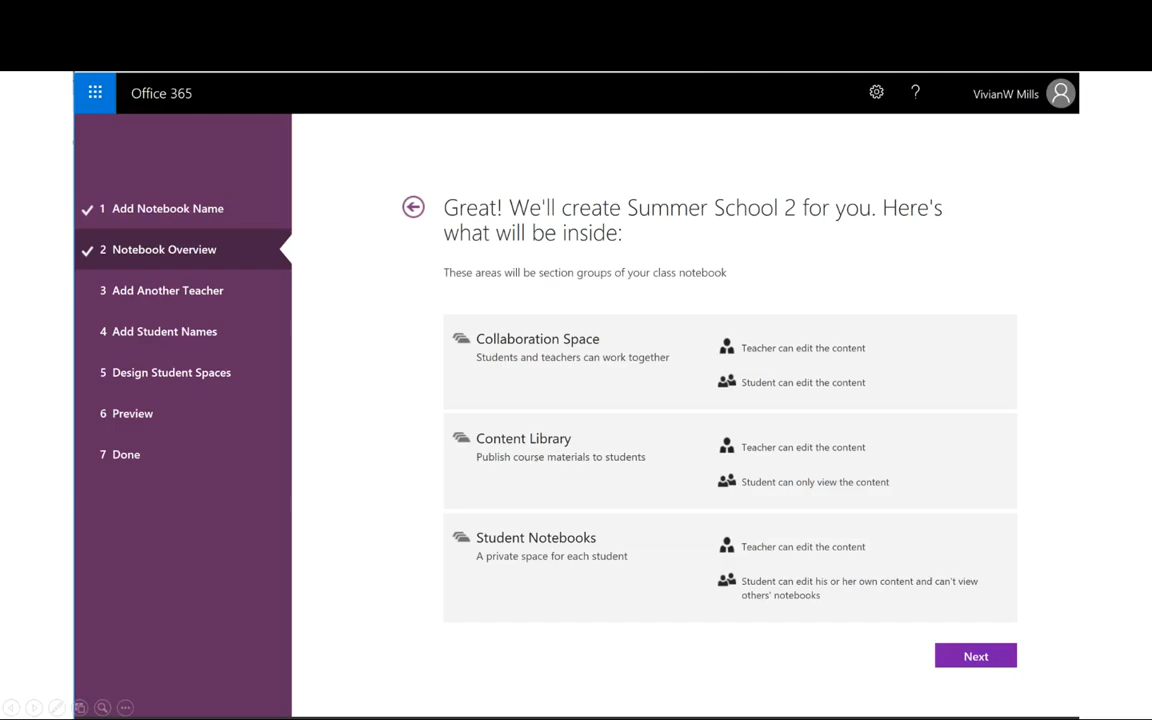 Office 365
?
VivianW Mills
1 Add Notebook Name
2 Notebook Overview
3 Add Another Teacher
4 Add Student Names
5 Design Student Spaces
6 Preview
7 Done
Great! We'll create Summer School 2 for you. Here's
what will be inside:
These areas will be section groups of your class notebook
Collaboration Space
Students and teachers can work together
Teacher can edit the content
Student can edit the content
Content Library
Publish course materials to students
Teacher can edit the content
Student can only view the content
Student Notebooks
A private space for each student
Teacher can edit the content
Student can edit his or her own content and can't view
others' notebooks
Next